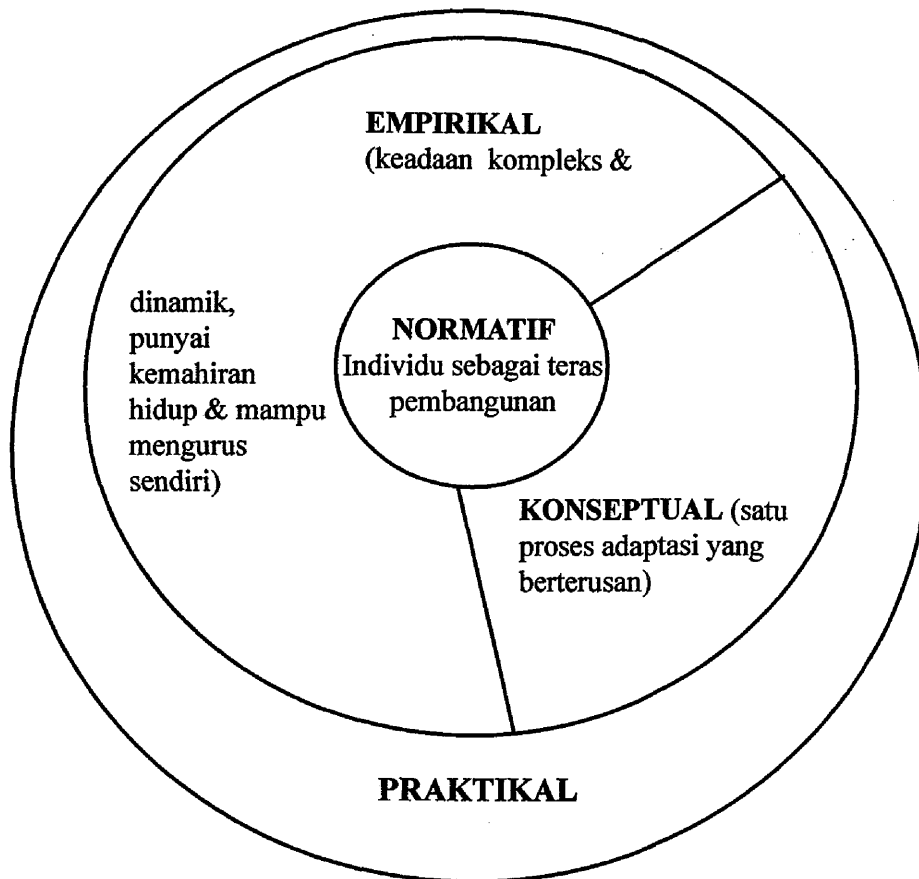 EMPIRIKAL
(keadaan kompleks &
dinamik,
punyai
kemahiran
hidup & mampu
mengurus
sendiri)
NORMATIF
Individu sebagai teras
pembangunan
KONSEPTUAL (satu
proses adaptasi yang
berterusan)
PRAKTIKAL